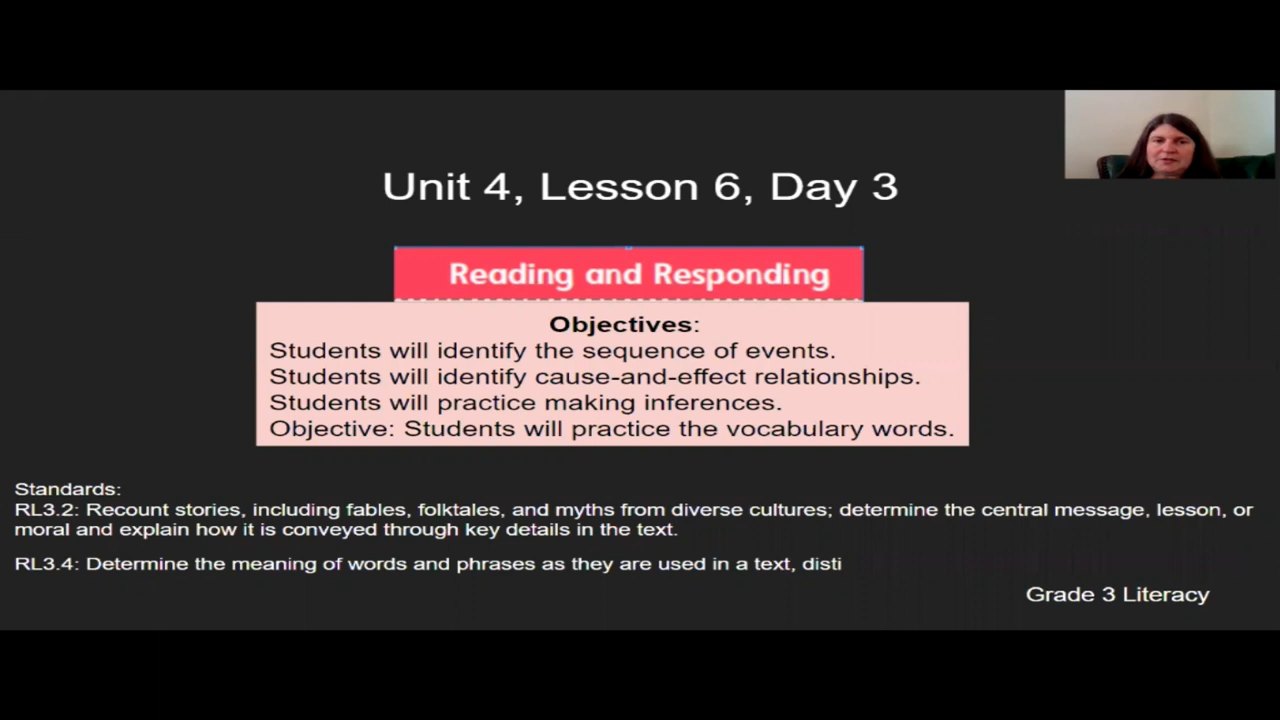 Unit 4, Lesson 6, Day 3
Reading and Responding
Objectives:
Students will identify the sequence of events.
Students will identify cause-and-effect relationships.
Students will practice making inferences.
Objective: Students will practice the vocabulary words.
Standards:
RL3.2: Recount stories, including fables, folktales, and myths from diverse cultures; determine the central message, lesson, or
moral and explain how it is conveyed through key details in the text.
RL3.4: Determine the meaning of words and phrases as they are used in a text, disti
Grade 3 Literacy